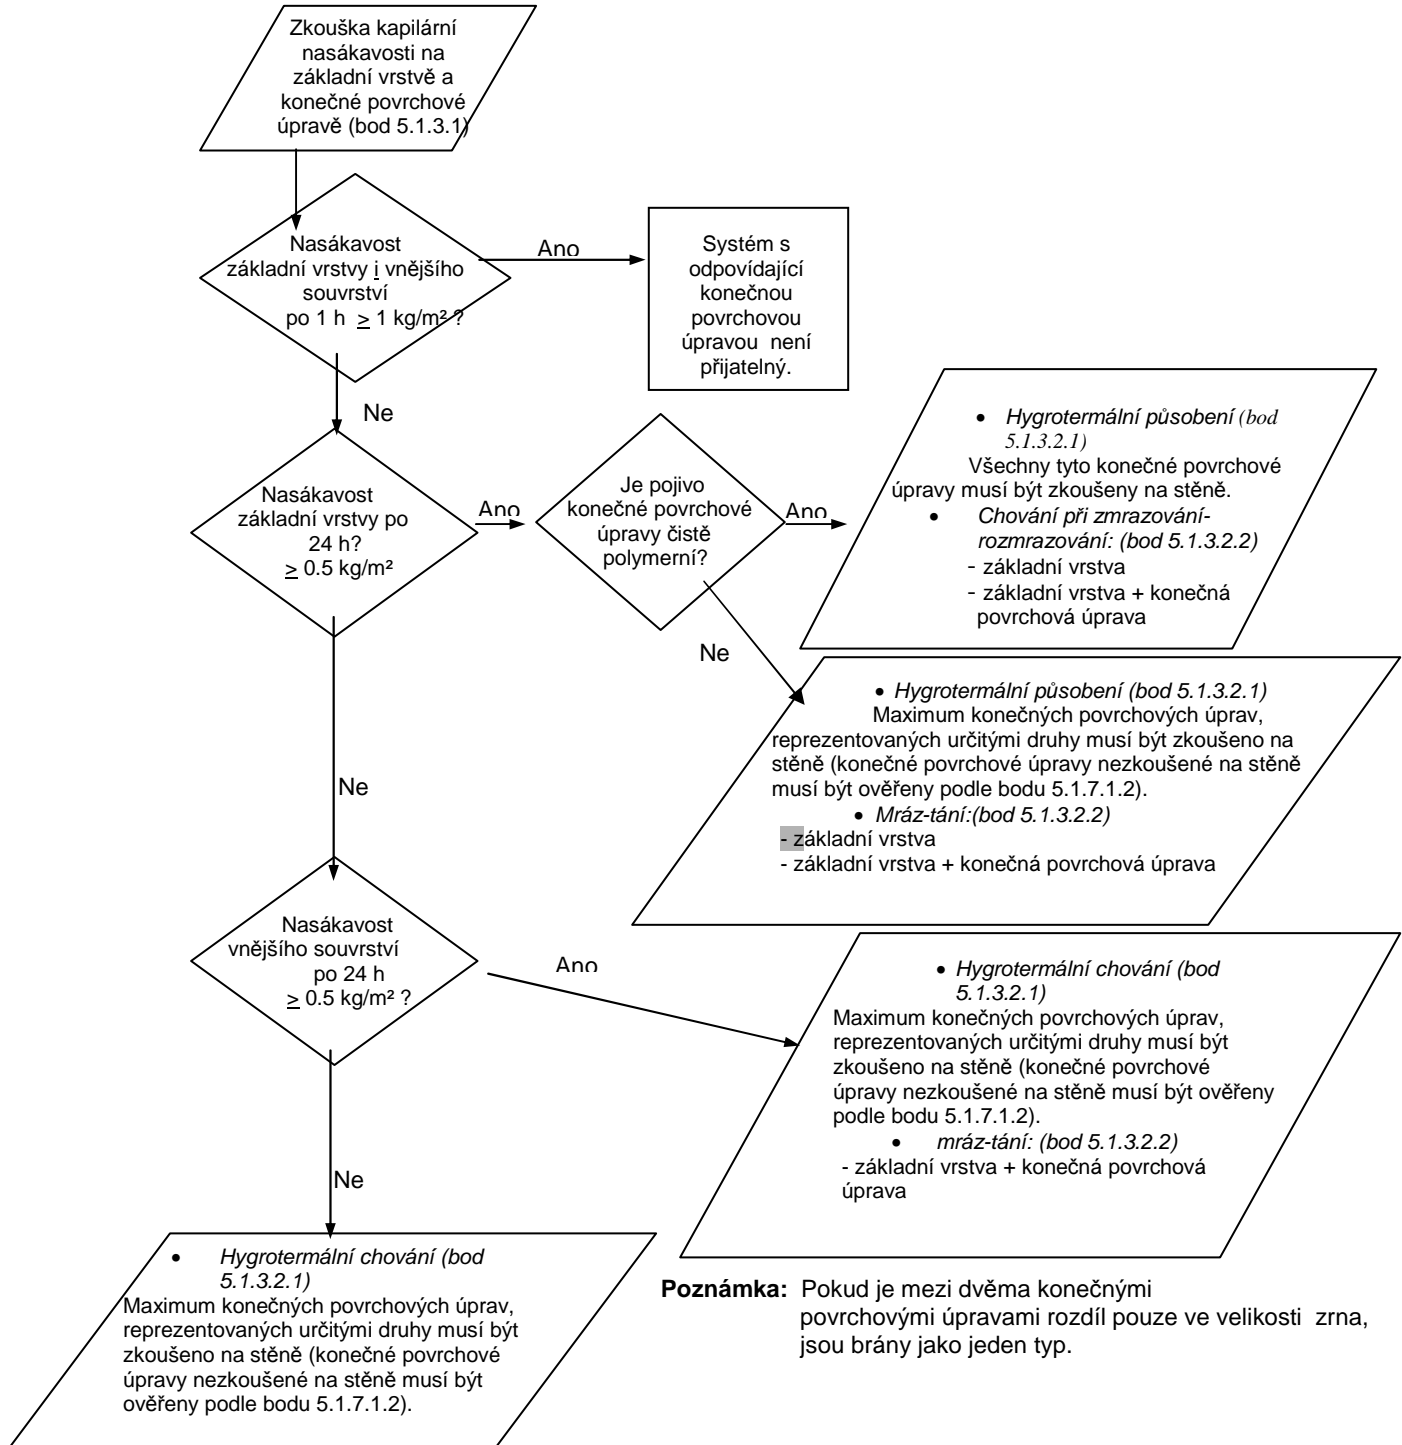 Zkouška kapilární
nasákavosti na
základní vrstvě a
konečné povrchové
úpravě (bod 5.1.3.1)
Nasákavost
základní vrstvy i vnějšího
souvrství
po 1 h ≥ 1 kg/m² ?
Ano
Systém s
odpovídající
konečnou
povrchovou
úpravou není
přijatelný.
Ne
Nasákavost
základní vrstvy po
24 h?
≥ 0.5 kg/m²
Ano
Je pojivo
konečné povrchové
úpravy čistě
polymerní?
Ano
• Hygrotermální působení (bod
5.1.3.2.1)
Všechny tyto konečné povrchové
úpravy musí být zkoušeny na stěně.
• Chování při zmrazování-
rozmrazování: (bod 5.1.3.2.2)
- základní vrstva
- základní vrstva + konečná
povrchová úprava
Ne
• Hygrotermální působení (bod 5.1.3.2.1)
Maximum konečných povrchových úprav,
reprezentovaných určitými druhy musí být zkoušeno na
stěně (konečné povrchové úpravy nezkoušené na stěně
musí být ověřeny podle bodu 5.1.7.1.2).
• Mráz-tání:(bod 5.1.3.2.2)
- základní vrstva
- základní vrstva + konečná povrchová úprava
Ne
Nasákavost
vnějšího souvrství
po 24 h
≥ 0.5 kg/m² ?
Ano
• Hygrotermální chování (bod
5.1.3.2.1)
Maximum konečných povrchových úprav,
reprezentovaných určitými druhy musí být
zkoušeno na stěně (konečné povrchové
úpravy nezkoušené na stěně musí být ověřeny
podle bodu 5.1.7.1.2).
• mráz-tání: (bod 5.1.3.2.2)
- základní vrstva + konečná povrchová
úprava
Ne
• Hygrotermální chování (bod
5.1.3.2.1)
Maximum konečných povrchových úprav,
reprezentovaných určitými druhy musí být
zkoušeno na stěně (konečné povrchové
úpravy nezkoušené na stěně musí být
ověřeny podle bodu 5.1.7.1.2).
Poznámka: Pokud je mezi dvěma konečnými
povrchovými úpravami rozdíl pouze ve velikosti zrna,
jsou brány jako jeden typ.